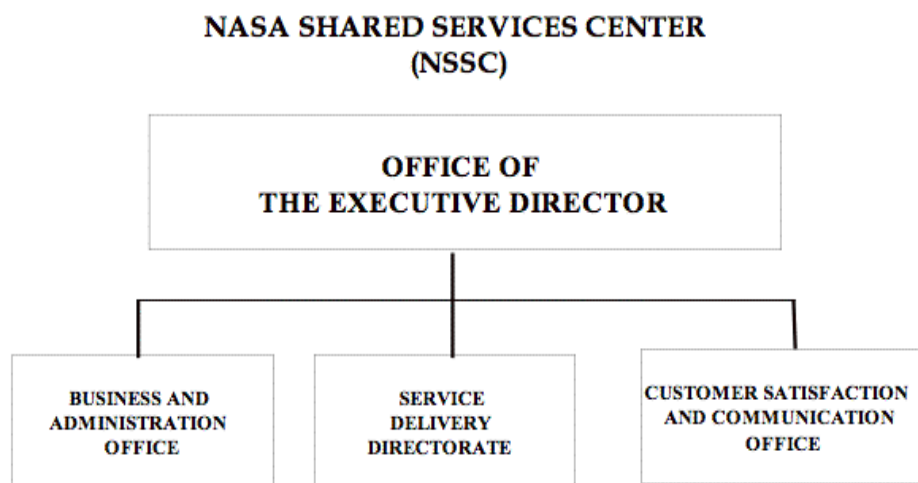 NASA SHARED SERVICES CENTER
(NSSC)
OFFICE OF
THE EXECUTIVE DIRECTOR
BUSINESS AND
ADMINISTRATION
OFFICE
SERVICE
DELIVERY
DIRECTORATE
CUSTOMER SATISFACTION
AND COMMUNICATION
OFFICE